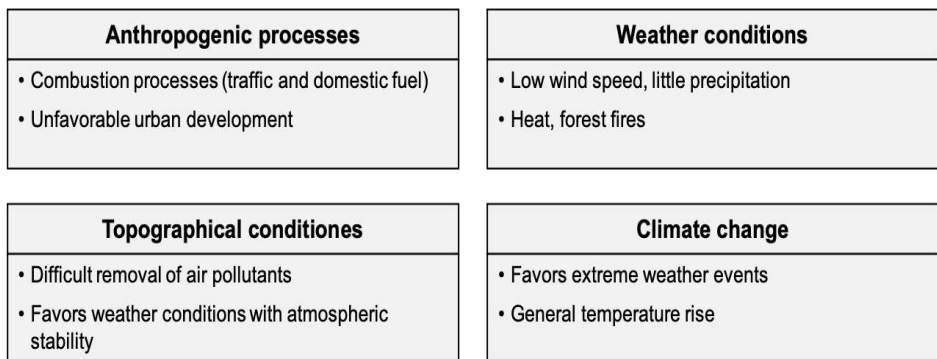 Anthropogenic processes
• Combustion processes (traffic and domestic fuel)
• Unfavorable urban development
Weather conditions
• Low wind speed, little precipitation
• Heat, forest fires
Topographical conditiones
• Difficult removal of air pollutants
• Favors weather conditions with atmospheric
stability
Climate change
• Favors extreme weather events
• General temperature rise